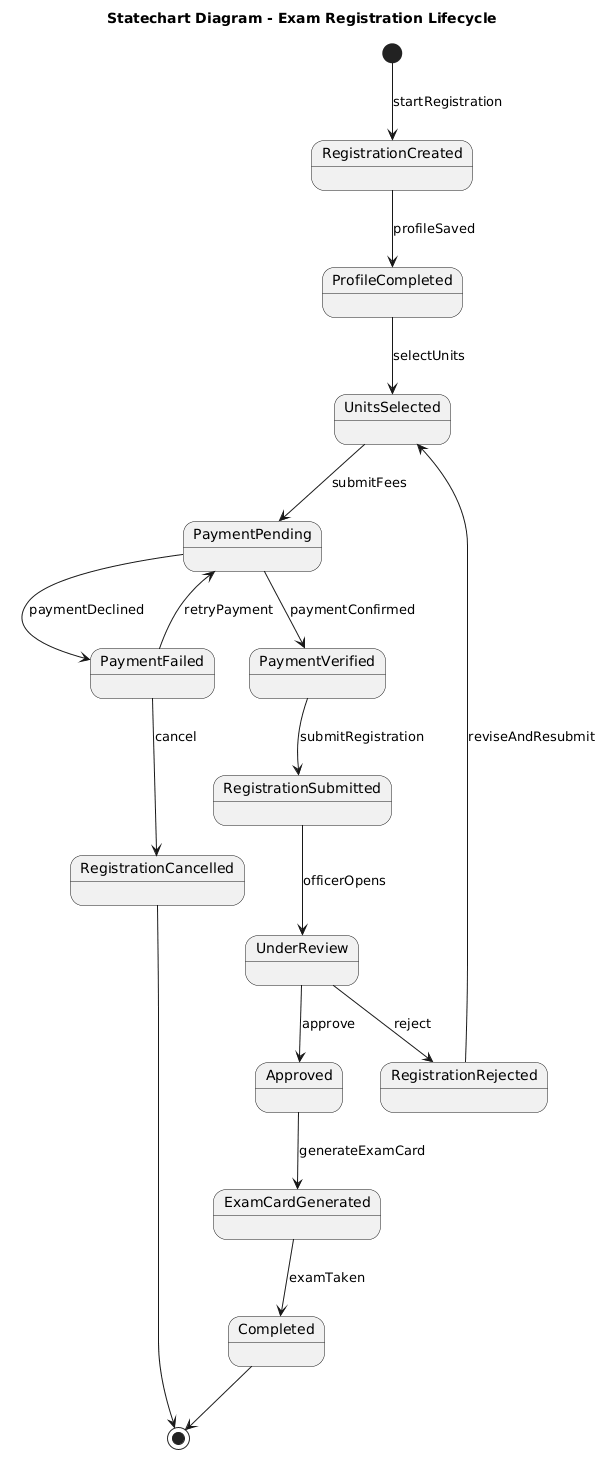 Statechart Diagram - Exam Registration Lifecycle
startRegistration
RegistrationCreated
profileSaved
ProfileCompleted
selectUnits
UnitsSelected
submitFees
PaymentPending
paymentDeclined
retryPayment
paymentConfirmed
PaymentFailed
PaymentVerified
cancel
submitRegistration
reviseAndResubmit
RegistrationSubmitted
RegistrationCancelled
officerOpens
UnderReview
approve
reject
Approved
RegistrationRejected
generateExamCard
ExamCardGenerated
examTaken
Completed